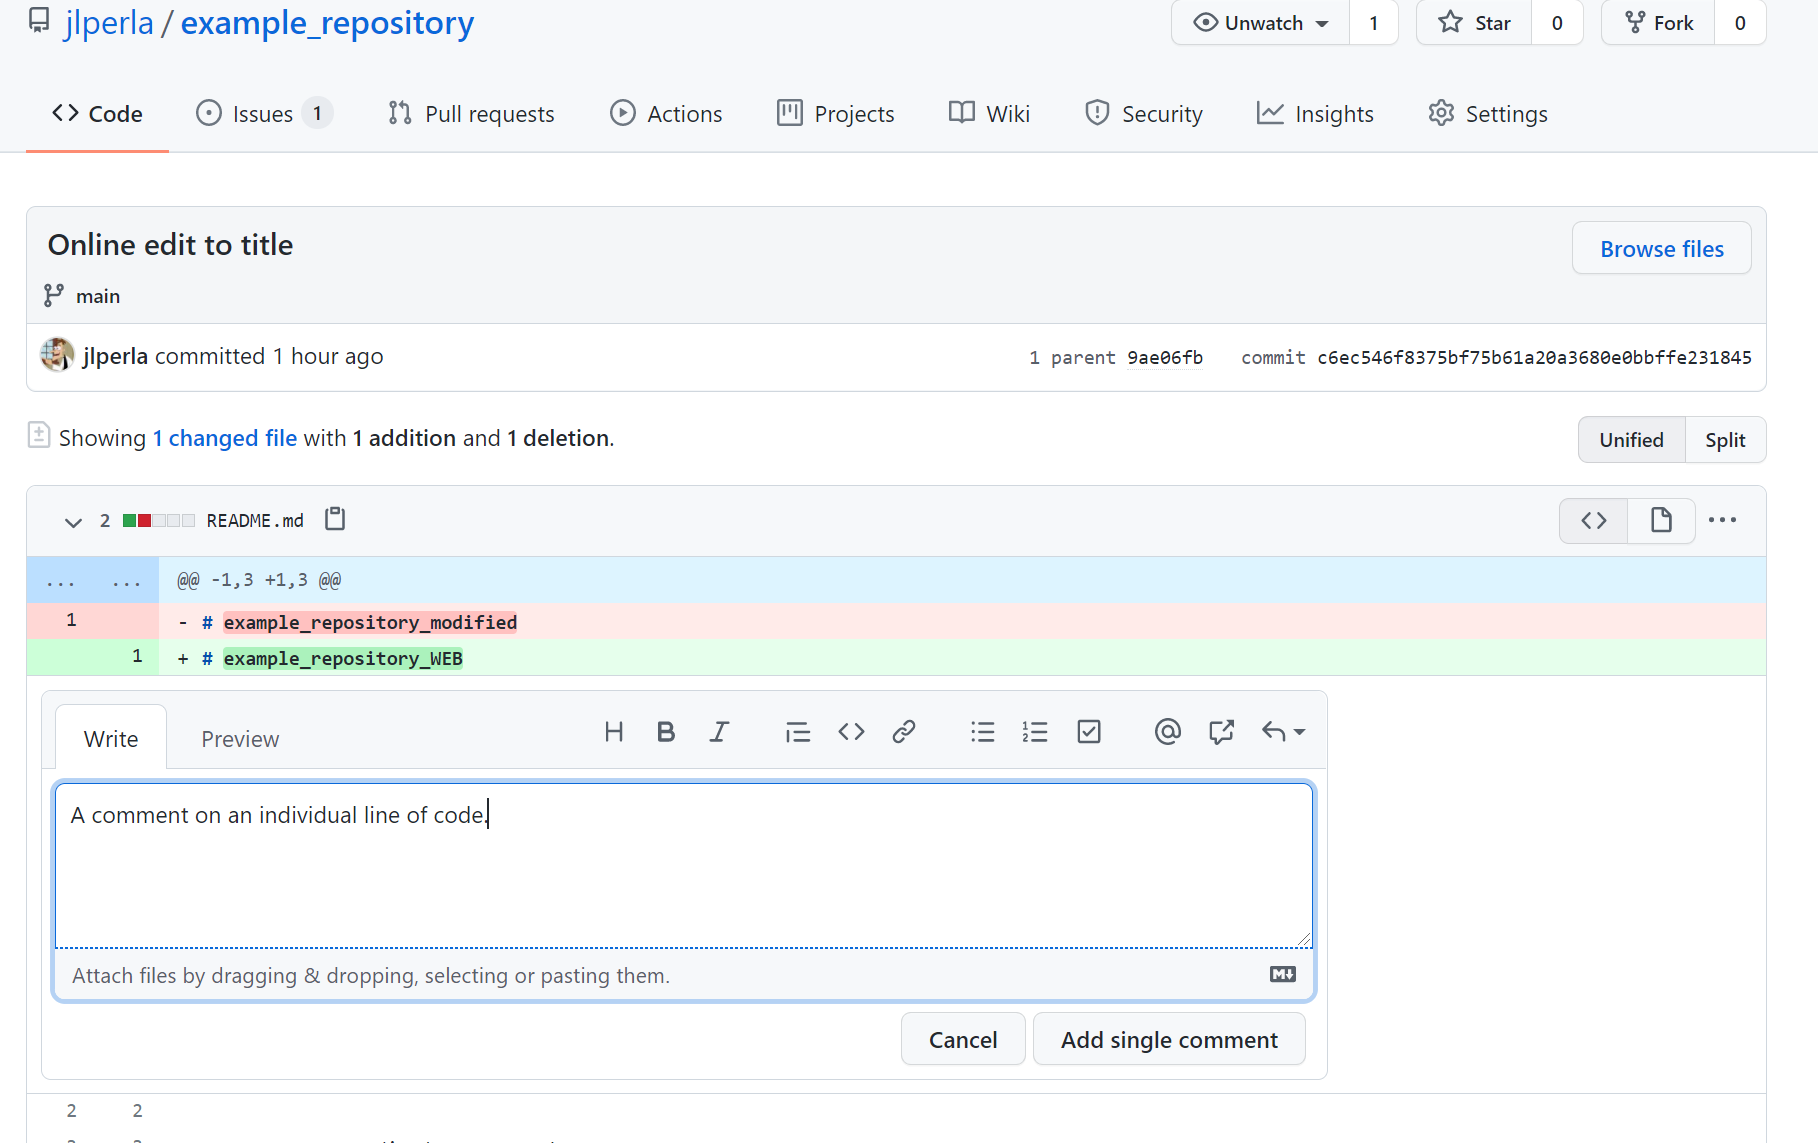 jlperla / example_repository
Unwatch 1 Star 0 Fork 0
Code Issues 1 Pull requests Actions Projects Wiki Security Insights Settings
Online edit to title
Browse files
main
jlperla committed 1 hour ago 1 parent 9ae06fb commit c6ec546f8375bf75b61a20a3680e0bbffe231845
Showing 1 changed file with 1 addition and 1 deletion.
Unified Split
2 README.md
... ... @@ -1,3 +1,3 @@
1 - # example_repository_modified
1 + # example_repository_WEB
Write Preview
A comment on an individual line of code.
Attach files by dragging & dropping, selecting or pasting them.
Cancel Add single comment
2 2